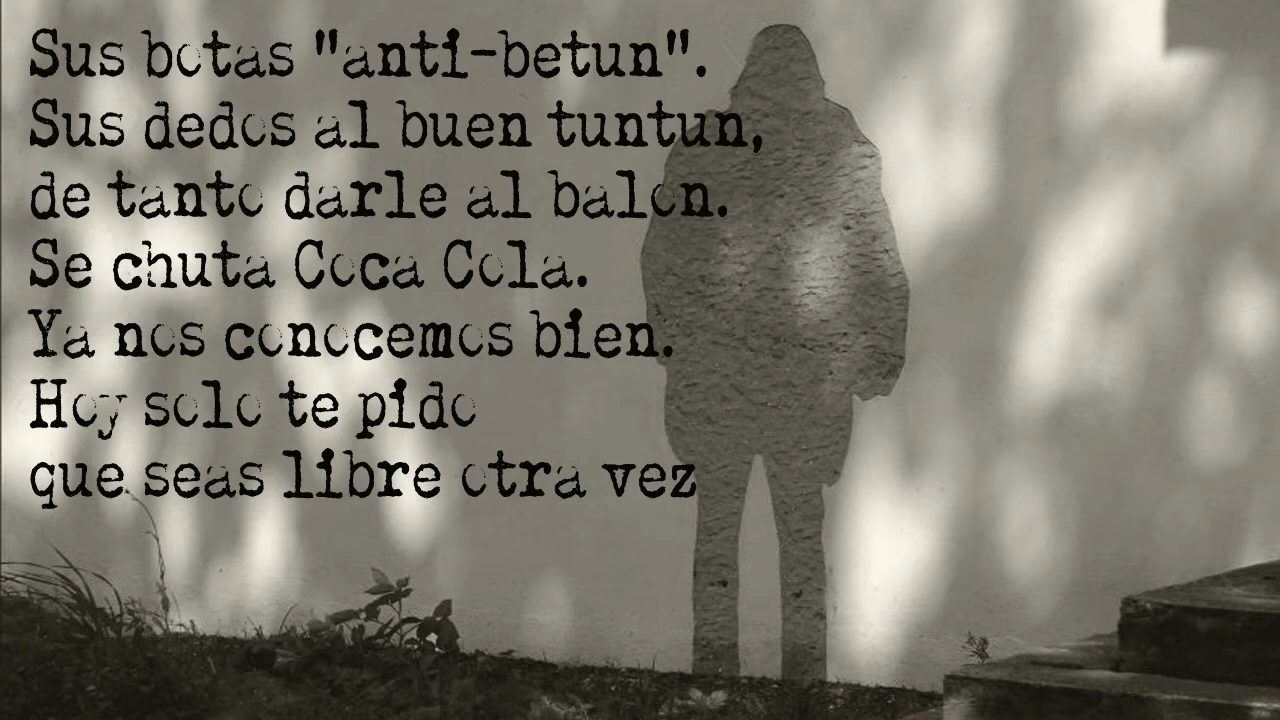 Sus botas "anti-betun".
Sus dedos al buen tuntun,
de tanto darle al balon.
Se chuta Coca Cola.
Ya nos conocemos bien.
Hoy solo te pido
que seas libre otra vez